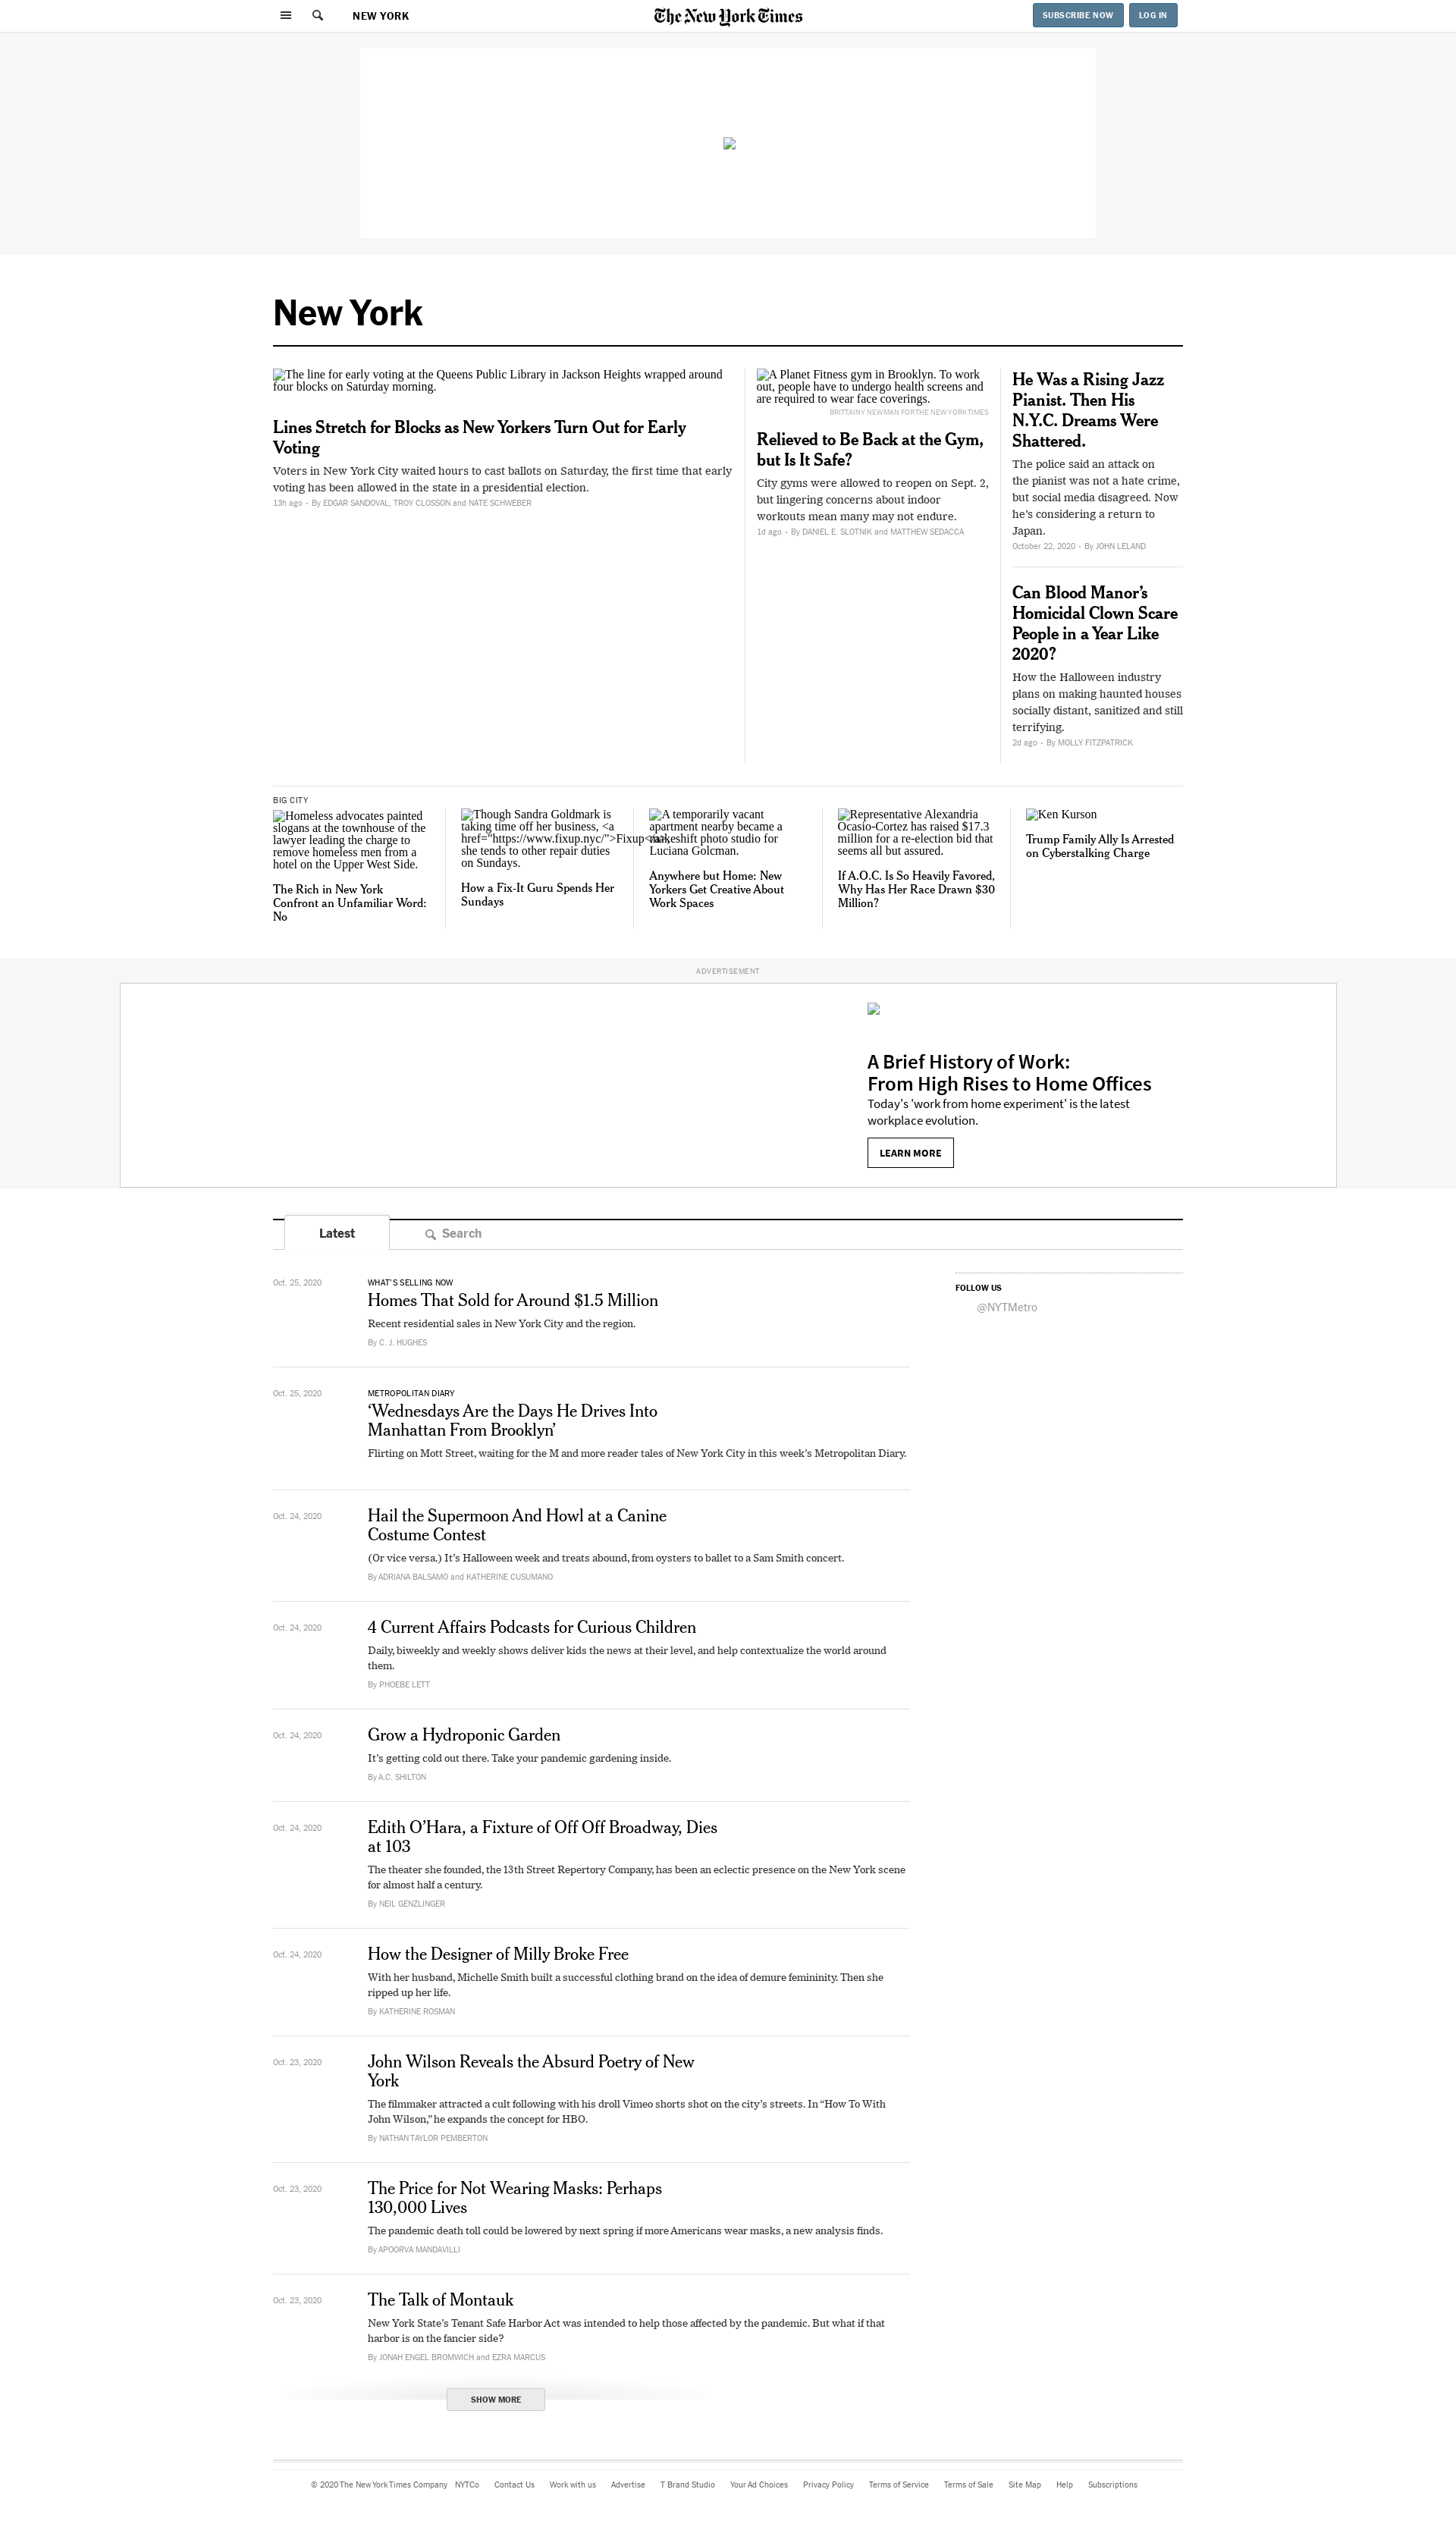 NEW YORK
The New York Times
SUBSCRIBE NOW
LOG IN
New York
The line for early voting at the Queens Public Library in Jackson Heights wrapped around
four blocks on Saturday morning.
Lines Stretch for Blocks as New Yorkers Turn Out for Early
Voting
Voters in New York City waited hours to cast ballots on Saturday, the first time that early
voting has been allowed in the state in a presidential election.
13h ago • By EDGAR SANDOVAL, TROY CLOSSON and NATE SCHWEBER
A Planet Fitness gym in Brooklyn. To work
out, people have to undergo health screens and
are required to wear face coverings.
BRITTAINY NEWMAN FOR THE NEW YORK TIMES
Relieved to Be Back at the Gym,
but Is It Safe?
City gyms were allowed to reopen on Sept. 2,
but lingering concerns about indoor
workouts mean many may not endure.
1d ago • By DANIEL E. SLOTNIK and MATTHEW SEDACCA
He Was a Rising Jazz
Pianist. Then His
N.Y.C. Dreams Were
Shattered.
The police said an attack on
the pianist was not a hate crime,
but social media disagreed. Now
he’s considering a return to
Japan.
October 22, 2020 • By JOHN LELAND
Can Blood Manor’s
Homicidal Clown Scare
People in a Year Like
2020?
How the Halloween industry
plans on making haunted houses
socially distant, sanitized and still
terrifying.
2d ago • By MOLLY FITZPATRICK
BIG CITY
Homeless advocates painted
slogans at the townhouse of the
lawyer leading the charge to
remove homeless men from a
hotel on the Upper West Side.
The Rich in New York
Confront an Unfamiliar Word:
No
Though Sandra Goldmark is
taking time off her business, <a
href="https://www.fixup.nyc/">Fixup</a>,
she tends to other repair duties
on Sundays.
How a Fix-It Guru Spends Her
Sundays
A temporarily vacant
apartment nearby became a
makeshift photo studio for
Luciana Golcman.
Anywhere but Home: New
Yorkers Get Creative About
Work Spaces
Representative Alexandria
Ocasio-Cortez has raised $17.3
million for a re-election bid that
seems all but assured.
If A.O.C. Is So Heavily Favored,
Why Has Her Race Drawn $30
Million?
Ken Kurson
Trump Family Ally Is Arrested
on Cyberstalking Charge
ADVERTISEMENT
A Brief History of Work:
From High Rises to Home Offices
Today's 'work from home experiment' is the latest
workplace evolution.
LEARN MORE
Latest
Search
Oct. 25, 2020
WHAT'S SELLING NOW
Homes That Sold for Around $1.5 Million
Recent residential sales in New York City and the region.
By C. J. HUGHES
FOLLOW US
@NYTMetro
Oct. 25, 2020
METROPOLITAN DIARY
‘Wednesdays Are the Days He Drives Into
Manhattan From Brooklyn’
Flirting on Mott Street, waiting for the M and more reader tales of New York City in this week’s Metropolitan Diary.
Oct. 24, 2020
Hail the Supermoon And Howl at a Canine
Costume Contest
(Or vice versa.) It’s Halloween week and treats abound, from oysters to ballet to a Sam Smith concert.
By ADRIANA BALSAMO and KATHERINE CUSUMANO
Oct. 24, 2020
4 Current Affairs Podcasts for Curious Children
Daily, biweekly and weekly shows deliver kids the news at their level, and help contextualize the world around
them.
By PHOEBE LETT
Oct. 24, 2020
Grow a Hydroponic Garden
It’s getting cold out there. Take your pandemic gardening inside.
By A.C. SHILTON
Oct. 24, 2020
Edith O’Hara, a Fixture of Off Off Broadway, Dies
at 103
The theater she founded, the 13th Street Repertory Company, has been an eclectic presence on the New York scene
for almost half a century.
By NEIL GENZLINGER
Oct. 24, 2020
How the Designer of Milly Broke Free
With her husband, Michelle Smith built a successful clothing brand on the idea of demure femininity. Then she
ripped up her life.
By KATHERINE ROSMAN
Oct. 23, 2020
John Wilson Reveals the Absurd Poetry of New
York
The filmmaker attracted a cult following with his droll Vimeo shorts shot on the city’s streets. In “How To With
John Wilson,” he expands the concept for HBO.
By NATHAN TAYLOR PEMBERTON
Oct. 23, 2020
The Price for Not Wearing Masks: Perhaps
130,000 Lives
The pandemic death toll could be lowered by next spring if more Americans wear masks, a new analysis finds.
By APOORVA MANDAVILLI
Oct. 23, 2020
The Talk of Montauk
New York State’s Tenant Safe Harbor Act was intended to help those affected by the pandemic. But what if that
harbor is on the fancier side?
By JONAH ENGEL BROMWICH and EZRA MARCUS
SHOW MORE
© 2020 The New York Times Company NYTCo Contact Us Work with us Advertise T Brand Studio Your Ad Choices Privacy Policy Terms of Service Terms of Sale Site Map Help Subscriptions